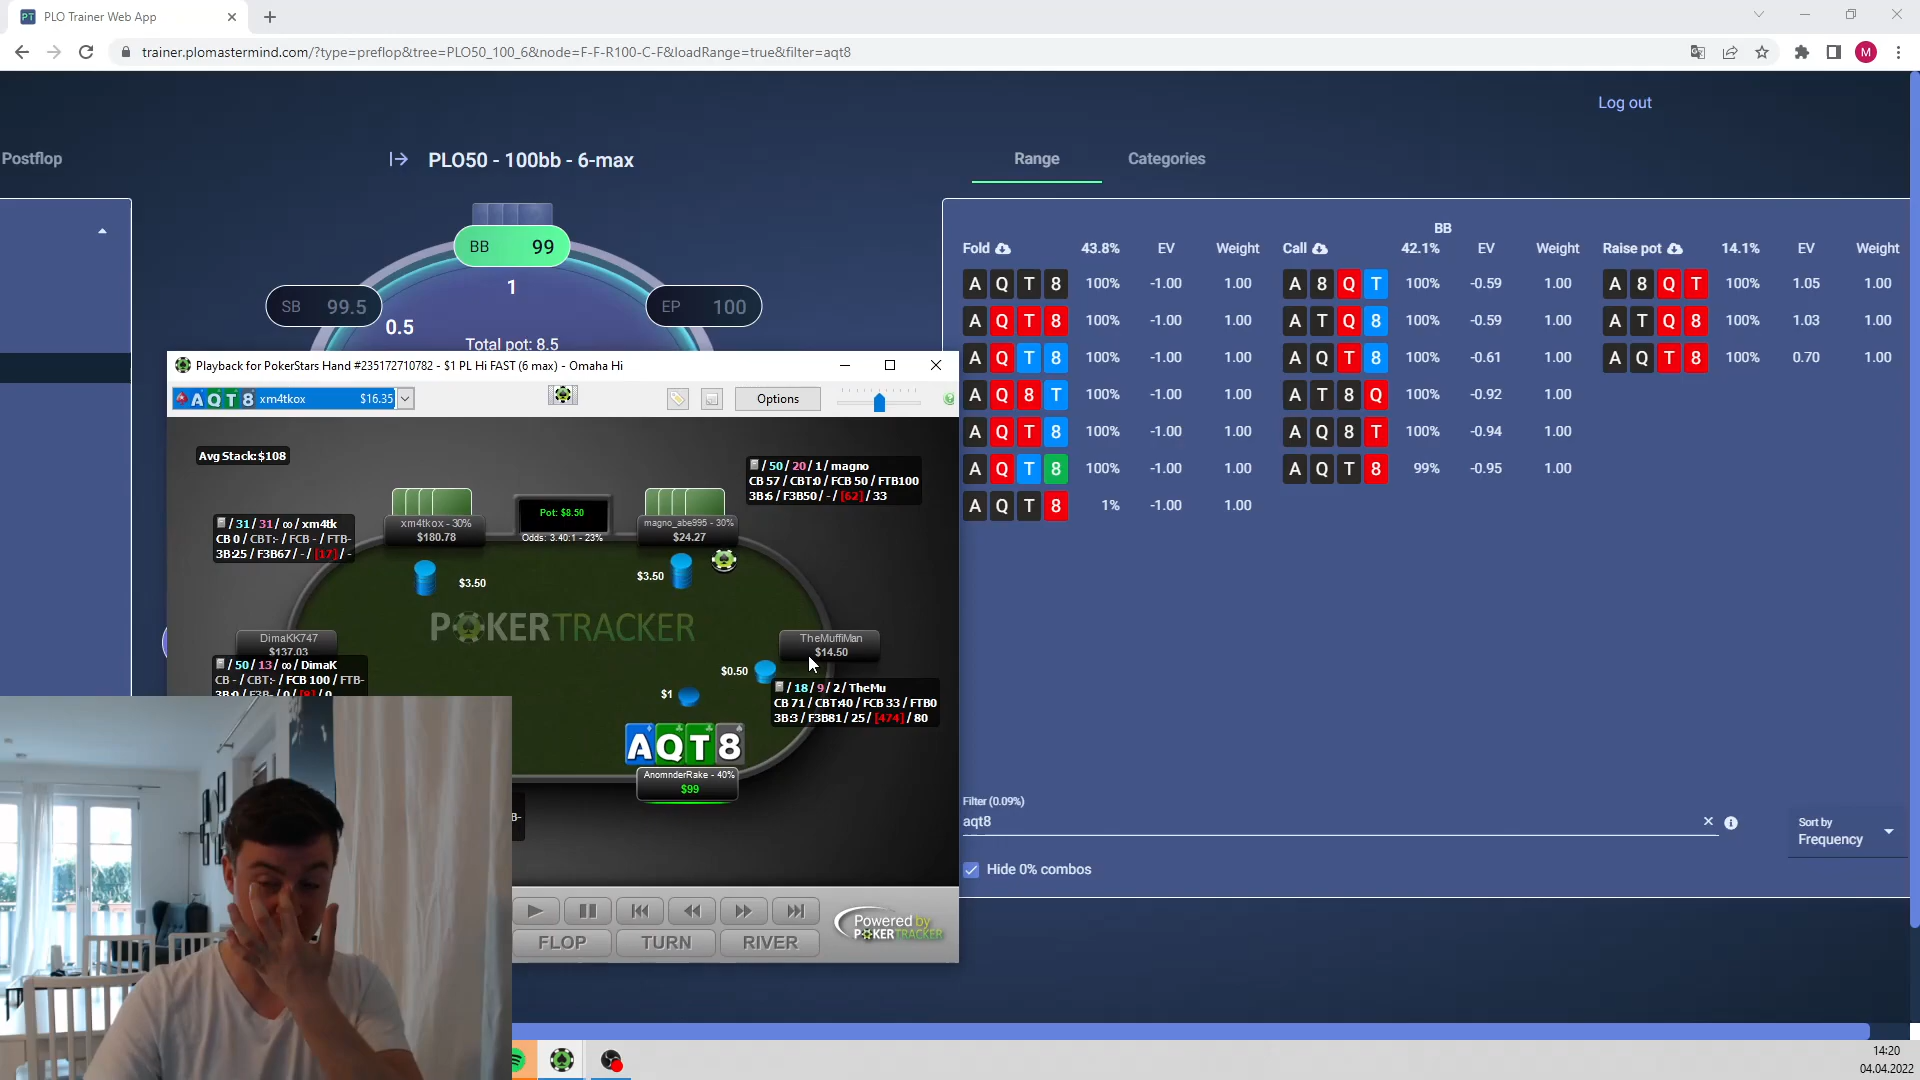 PLO Trainer Web App
trainer.plomastermind.com/?type=preflop&tree=PLO50_100_6&node=F-F-R100-C-F&loadRange=true&filter=aqt8
M
Log out
Postflop
PLO50 - 100bb - 6-max
Range
Categories
BB 99
1
SB 99.5
0.5
EP 100
Total pot: 8.5
BB
Fold 43.8% EV Weight Call 42.1% EV Weight Raise pot 14.1% EV Weight
A Q T 8 100% -1.00 1.00 A 8 Q T 100% -0.59 1.00 A 8 Q T 100% 1.05 1.00
A Q T 8 100% -1.00 1.00 A T Q 8 100% -0.59 1.00 A T Q 8 100% 1.03 1.00
A Q T 8 100% -1.00 1.00 A Q T 8 100% -0.61 1.00 A Q T 8 100% 0.70 1.00
A Q 8 T 100% -1.00 1.00 A T 8 Q 100% -0.92 1.00
A Q T 8 100% -1.00 1.00 A Q 8 T 100% -0.94 1.00
A Q T 8 100% -1.00 1.00 A Q T 8 99% -0.95 1.00
A Q T 8 1% -1.00 1.00
Playback for PokerStars Hand #235172710782 - $1 PL Hi FAST (6 max) - Omaha Hi
A Q T 8 xm4tkox $16.35
Options
Avg Stack: $108
/ 50 / 20 / 1 / magno
CB 57 / CBT:0 / FCB 50 / FTB100
3B:6 / F3B50 / - / [62] / 33
/ 31 / 31 / ∞ / xm4tk
CB 0 / CBT:- / FCB - / FTB-
3B:25 / F3B67 / - / [17] / -
xm4tkox - 30%
$180.78
Pot: $8.50
Odds: 3.40:1 - 23%
magno_abe995 - 30%
$24.27
$3.50
$3.50
POKERTRACKER
DimaKK747
$137.03
/ 50 / 13 / ∞ / DimaK
CB - / CBT:- / FCB 100 / FTB-
TheMuffiMan
$14.50
$0.50
$1
/ 18 / 9 / 2 / TheMu
CB 71 / CBT:40 / FCB 33 / FTB0
3B:3 / F3B81 / 25 / [474] / 80
AQT8
AnomnderRake - 40%
$99
B-
FLOP
TURN
RIVER
Powered by
POKERTRACKER
Filter (0.09%)
aqt8
Sort by
Frequency
Hide 0% combos
14:20
04.04.2022